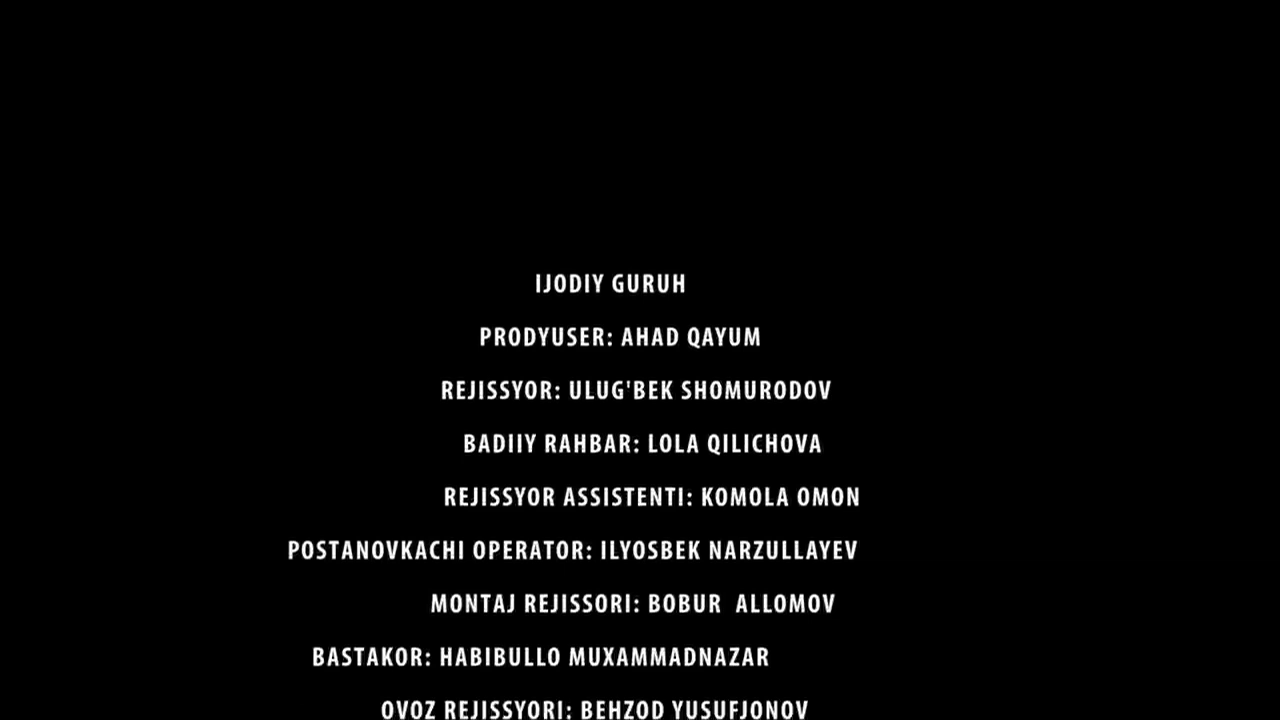 IJODIY GURUH
PRODYUSER: AHAD QAYUM
REJISSYOR: ULUG'BEK SHOMURODOV
BADIIY RAHBAR: LOLA QILICHOVA
REJISSYOR ASSISTENTI: KOMOLA OMON
POSTANOVKACHI OPERATOR: ILYOSBEK NARZULLAYEV
MONTAJ REJISSORI: BOBUR  ALLOMOV
BASTAKOR: HABIBULLO MUXAMMADNAZAR
OVOZ REJISSYORI: BEHZOD YUSUFJONOV